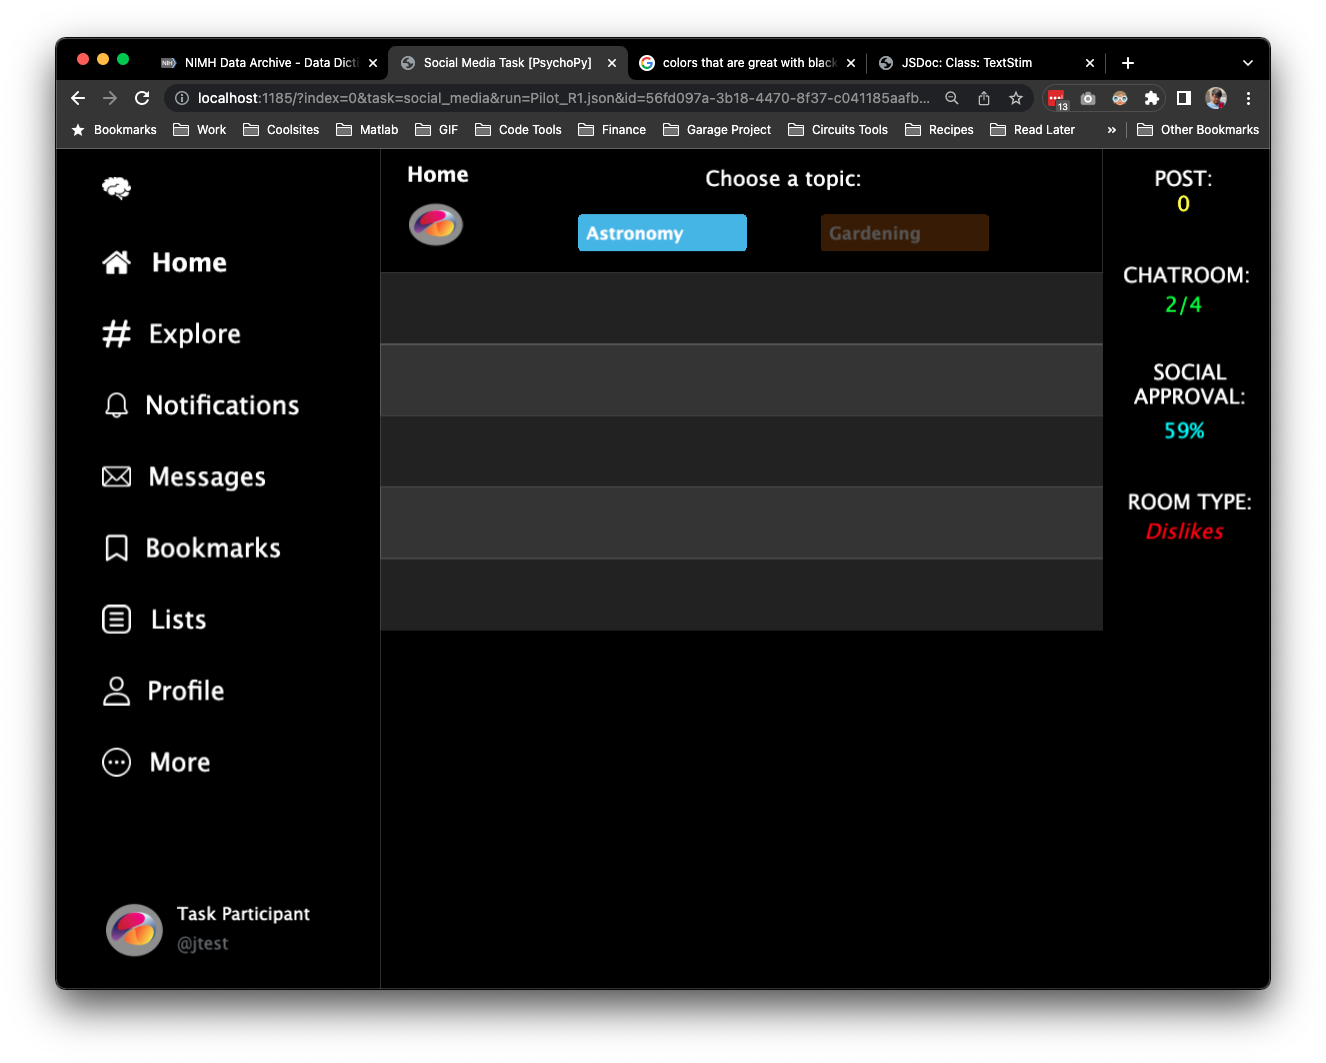 NIMH Data Archive - Data Dicti
Social Media Task [PsychoPy]
colors that are great with black
JSDoc: Class: TextStim
localhost:1185/?index=0&task=social_media&run=Pilot_R1.json&id=56fd097a-3b18-4470-8f37-c041185aafb...
13
Bookmarks
Work
Coolsites
Matlab
GIF
Code Tools
Finance
Garage Project
Circuits Tools
Recipes
Read Later
»
Other Bookmarks
Home
Explore
Notifications
Messages
Bookmarks
Lists
Profile
More
Task Participant
@jtest
Home
Choose a topic:
Astronomy
Gardening
POST:
0
CHATROOM:
2/4
SOCIAL
APPROVAL:
59%
ROOM TYPE:
Dislikes